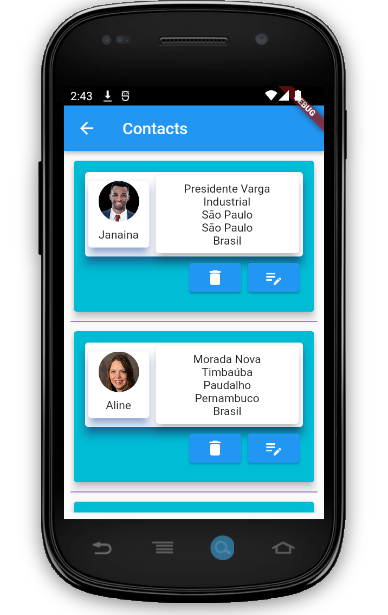 2:43
DEBUG
Contacts
Presidente Varga
Industrial
São Paulo
São Paulo
Brasil
Janaina
Morada Nova
Timbaúba
Paudalho
Pernambuco
Brasil
Aline